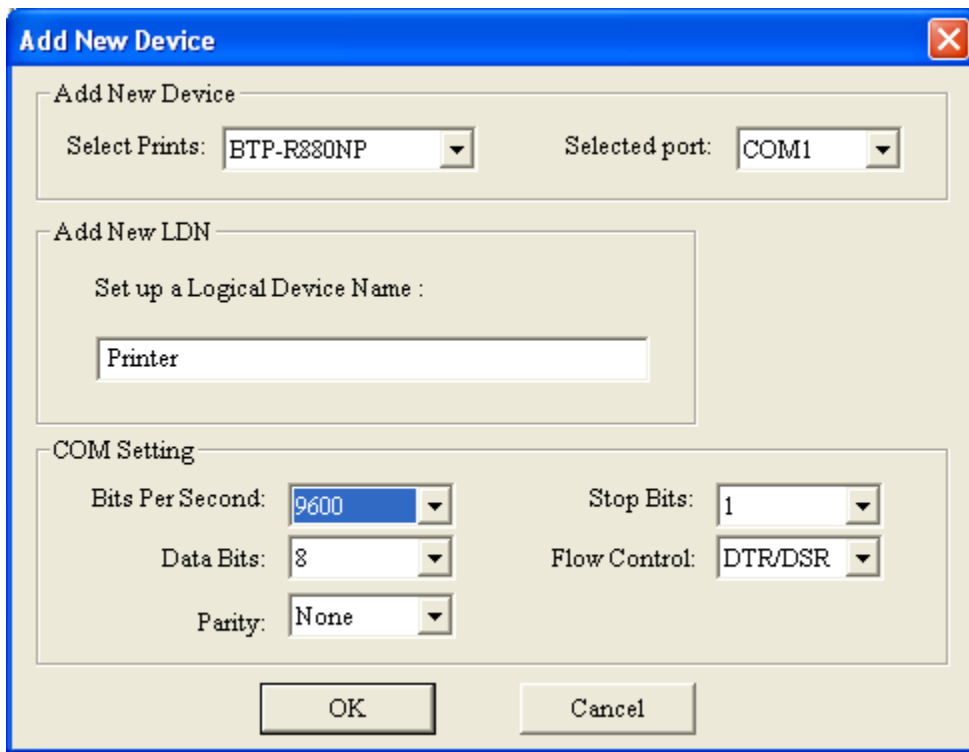 Add New Device
Add New Device
Select Prints: BTP-R880NP Selected port: COM1
Add New LDN
Set up a Logical Device Name :
Printer
COM Setting
Bits Per Second: 9600 Stop Bits: 1
Data Bits: 8 Flow Control: DTR/DSR
Parity: None
OK Cancel